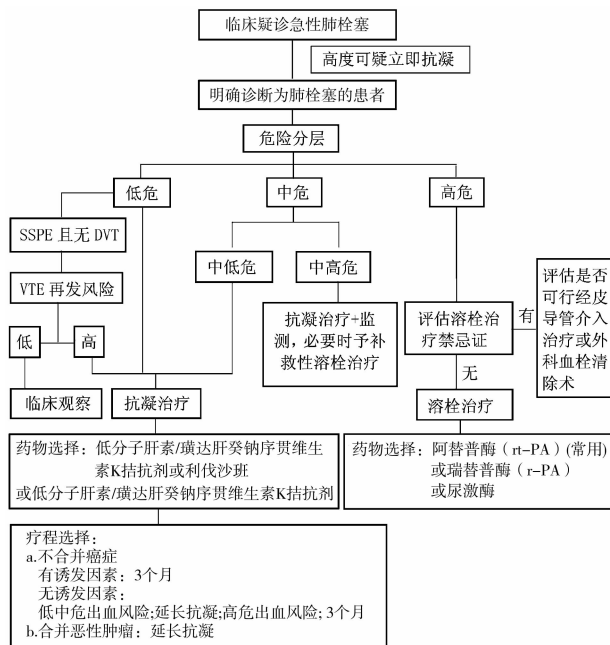 临床疑诊急性肺栓塞
高度可疑立即抗凝
明确诊断为肺栓塞的患者
危险分层
低危
中危
高危
SSPE 且无 DVT
中低危
中高危
VTE 再发风险
低
高
抗凝治疗+监
测，必要时予补
救性溶栓治疗
评估溶栓治
疗禁忌证
有
评估是否
可行经皮
导管介入
治疗或外
科血栓清
除术
无
临床观察
抗凝治疗
溶栓治疗
药物选择：低分子肝素/璜达肝癸钠序贯维生
素K拮抗剂或利伐沙班
或低分子肝素/璜达肝癸钠序贯维生素K拮抗剂
药物选择：阿替普酶（rt-PA）(常用)
或瑞替普酶（r-PA）
或尿激酶
疗程选择：
a.不合并癌症
有诱发因素：3个月
无诱发因素：
低中危出血风险;延长抗凝;高危出血风险; 3个月
b.合并恶性肿瘤：延长抗凝